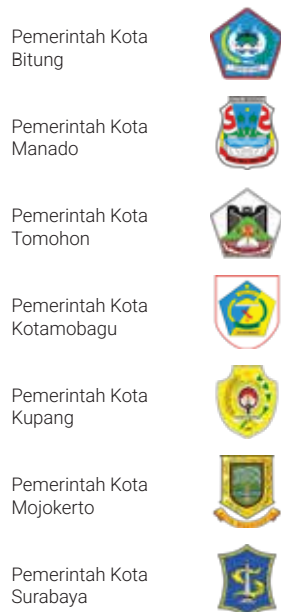 Pemerintah Kota
Bitung
Pemerintah Kota
Manado
Pemerintah Kota
Tomohon
Pemerintah Kota
Kotamobagu
Pemerintah Kota
Kupang
Pemerintah Kota
Mojokerto
Pemerintah Kota
Surabaya